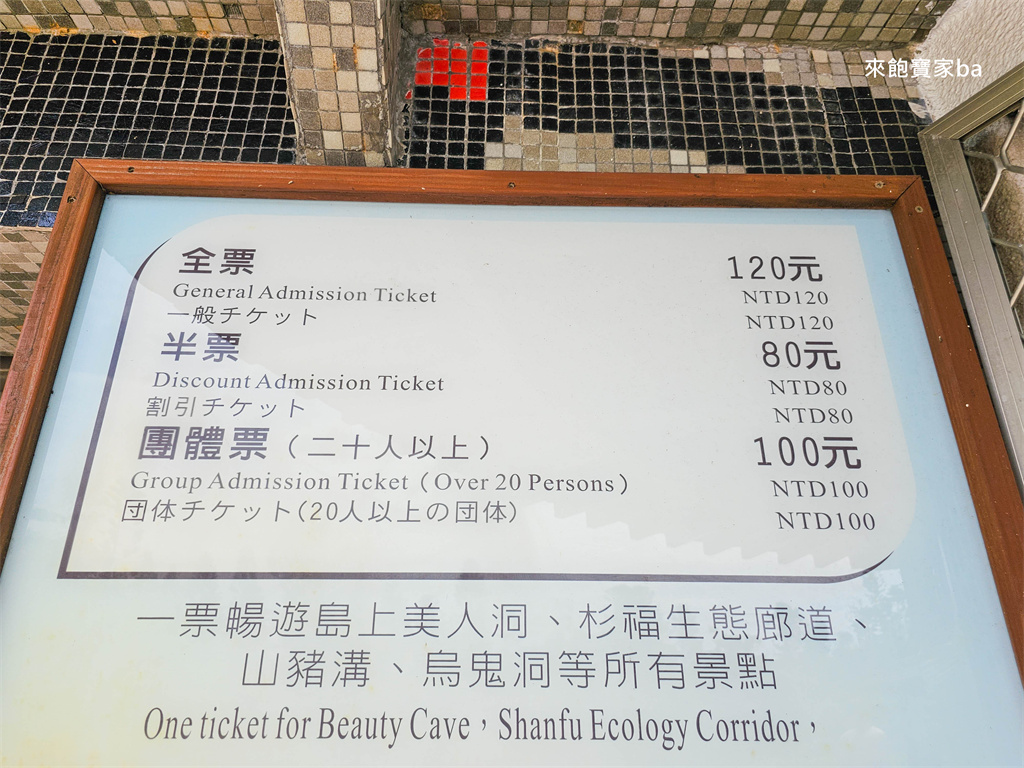 來飽寶家ba
全票 120元
General Admission Ticket NTD120
一般チケット NTD120
半票 80元
Discount Admission Ticket NTD80
割引チケット NTD80
團體票（二十人以上） 100元
Group Admission Ticket（Over 20 Persons） NTD100
団体チケット(20人以上の団体) NTD100
一票暢遊島上美人洞、杉福生態廊道、
山豬溝、烏鬼洞等所有景點
One ticket for Beauty Cave，Shanfu Ecology Corridor，